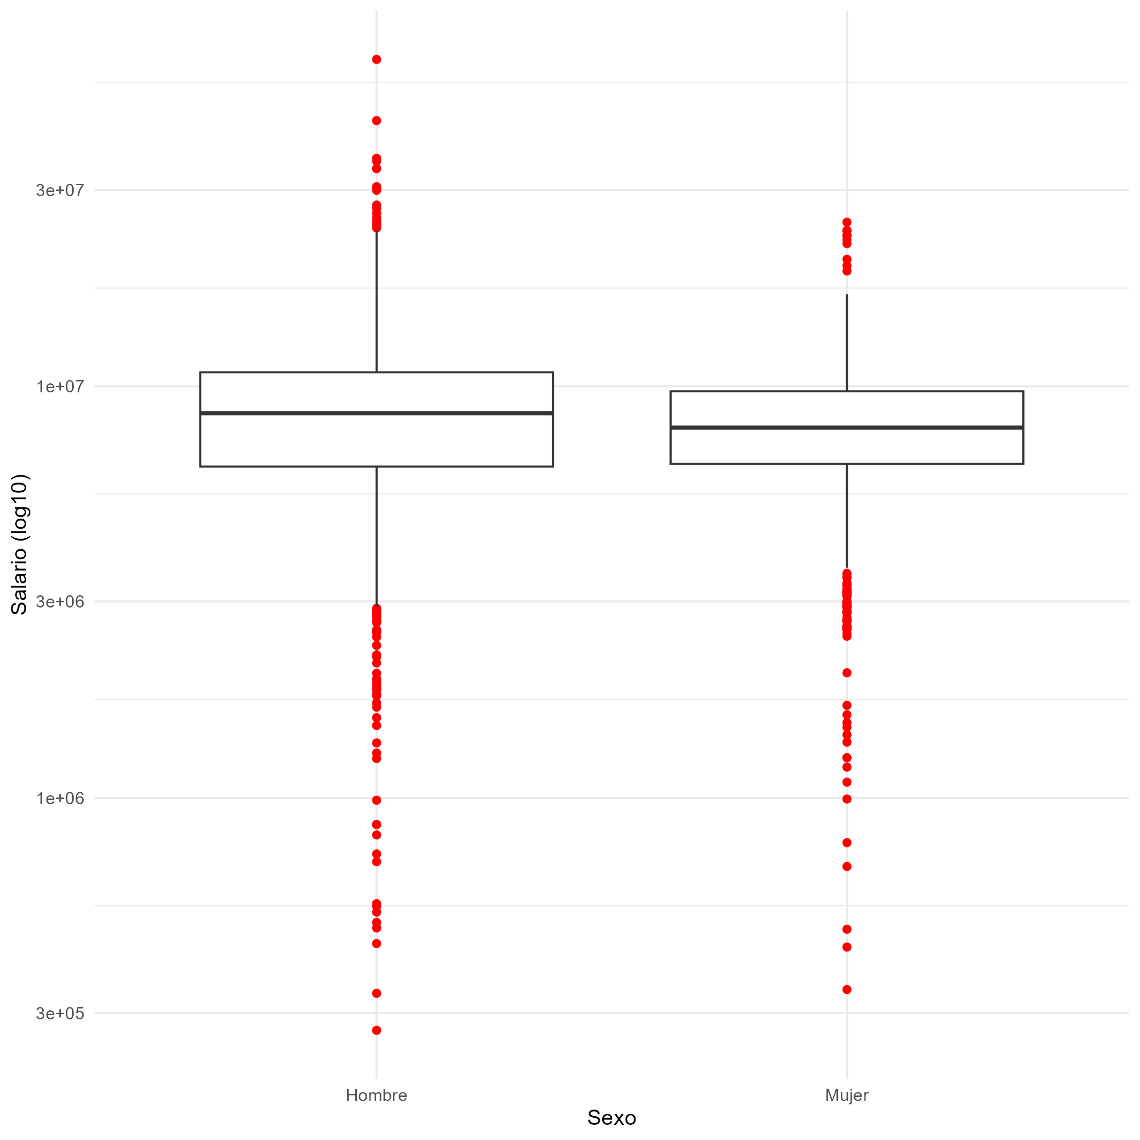 Salario (log10)
3e+07
1e+07
3e+06
1e+06
3e+05
Hombre
Mujer
Sexo